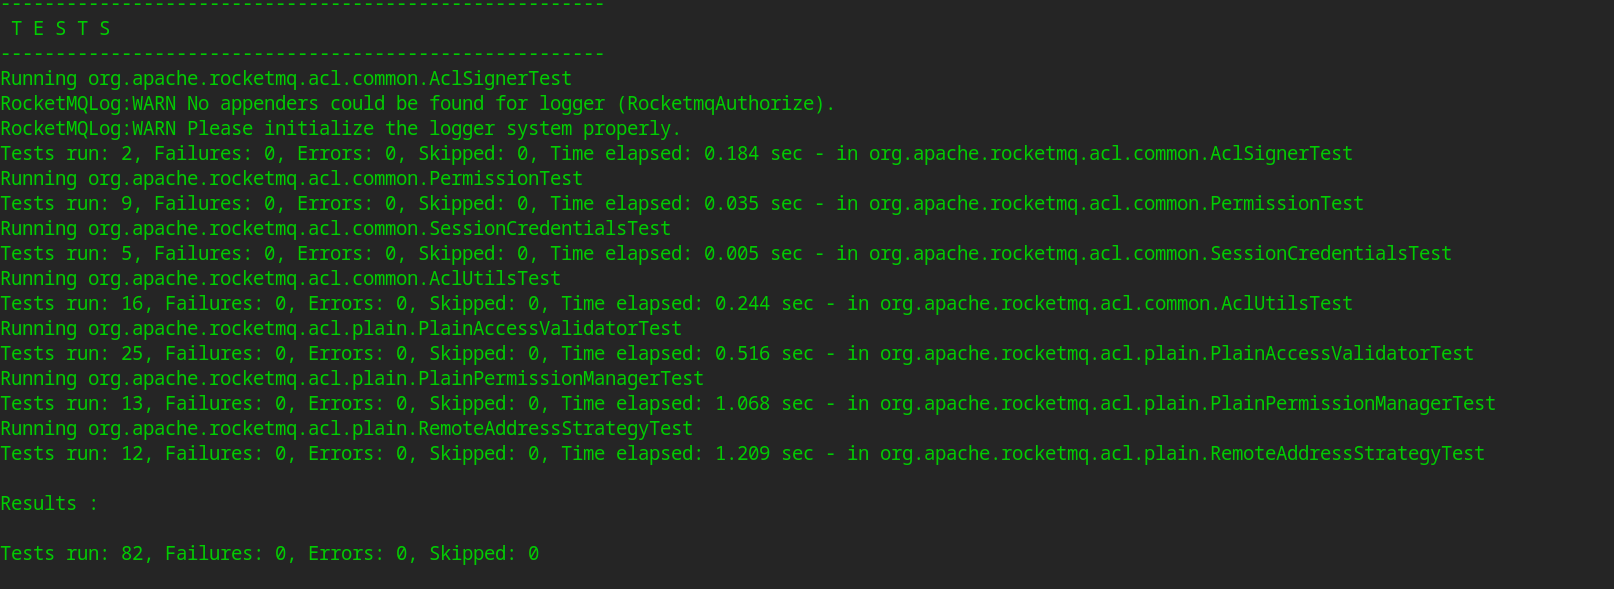 -------------------------------------------------------
 T E S T S
-------------------------------------------------------
Running org.apache.rocketmq.acl.common.AclSignerTest
RocketMQLog:WARN No appenders could be found for logger (RocketmqAuthorize).
RocketMQLog:WARN Please initialize the logger system properly.
Tests run: 2, Failures: 0, Errors: 0, Skipped: 0, Time elapsed: 0.184 sec - in org.apache.rocketmq.acl.common.AclSignerTest
Running org.apache.rocketmq.acl.common.PermissionTest
Tests run: 9, Failures: 0, Errors: 0, Skipped: 0, Time elapsed: 0.035 sec - in org.apache.rocketmq.acl.common.PermissionTest
Running org.apache.rocketmq.acl.common.SessionCredentialsTest
Tests run: 5, Failures: 0, Errors: 0, Skipped: 0, Time elapsed: 0.005 sec - in org.apache.rocketmq.acl.common.SessionCredentialsTest
Running org.apache.rocketmq.acl.common.AclUtilsTest
Tests run: 16, Failures: 0, Errors: 0, Skipped: 0, Time elapsed: 0.244 sec - in org.apache.rocketmq.acl.common.AclUtilsTest
Running org.apache.rocketmq.acl.plain.PlainAccessValidatorTest
Tests run: 25, Failures: 0, Errors: 0, Skipped: 0, Time elapsed: 0.516 sec - in org.apache.rocketmq.acl.plain.PlainAccessValidatorTest
Running org.apache.rocketmq.acl.plain.PlainPermissionManagerTest
Tests run: 13, Failures: 0, Errors: 0, Skipped: 0, Time elapsed: 1.068 sec - in org.apache.rocketmq.acl.plain.PlainPermissionManagerTest
Running org.apache.rocketmq.acl.plain.RemoteAddressStrategyTest
Tests run: 12, Failures: 0, Errors: 0, Skipped: 0, Time elapsed: 1.209 sec - in org.apache.rocketmq.acl.plain.RemoteAddressStrategyTest

Results :

Tests run: 82, Failures: 0, Errors: 0, Skipped: 0